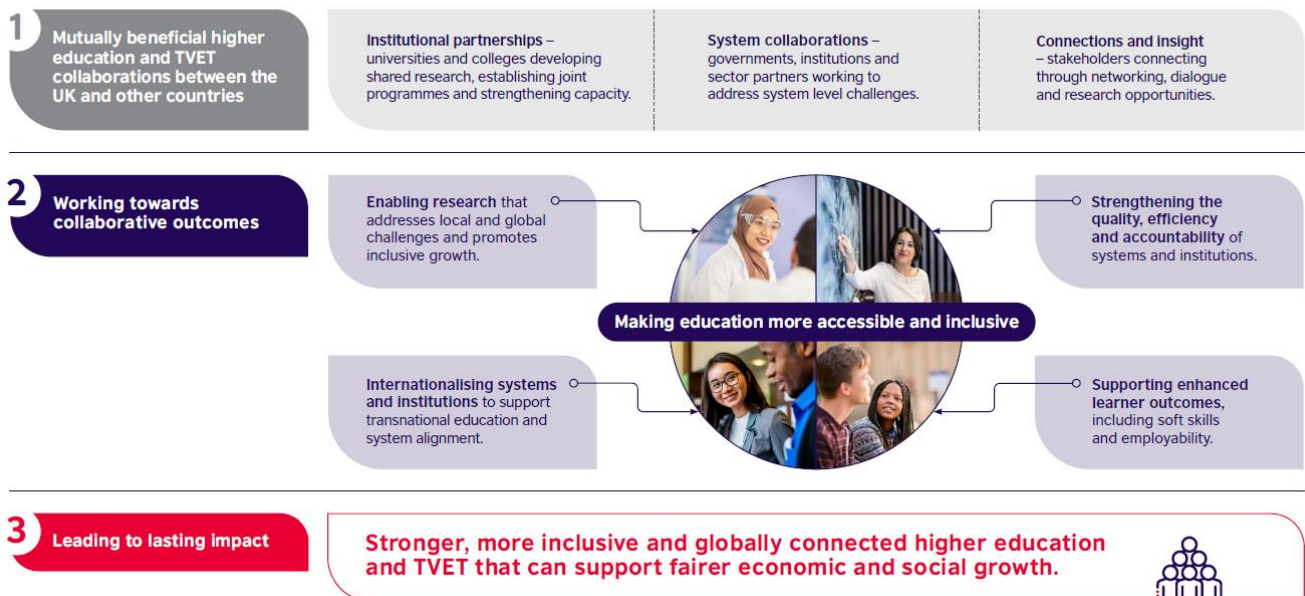 1
Mutually beneficial higher
education and TVET
collaborations between the
UK and other countries
Institutional partnerships –
universities and colleges developing
shared research, establishing joint
programmes and strengthening capacity.
System collaborations –
governments, institutions and
sector partners working to
address system level challenges.
Connections and insight
– stakeholders connecting
through networking, dialogue
and research opportunities.
2
Working towards
collaborative outcomes
Enabling research that
addresses local and global
challenges and promotes
inclusive growth.
Strengthening the
quality, efficiency
and accountability of
systems and institutions.
Making education more accessible and inclusive
Internationalising systems
and institutions to support
transnational education and
system alignment.
Supporting enhanced
learner outcomes,
including soft skills
and employability.
3
Leading to lasting impact
Stronger, more inclusive and globally connected higher education
and TVET that can support fairer economic and social growth.